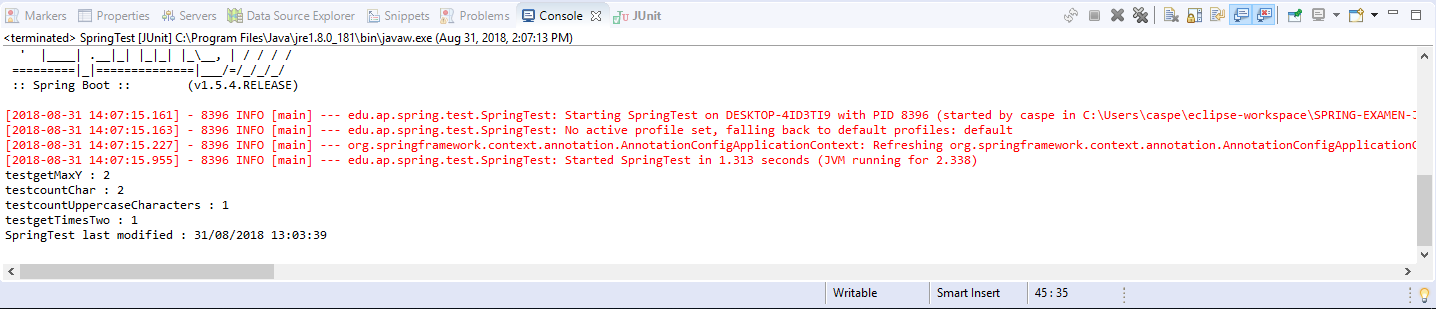 Markers Properties Servers Data Source Explorer Snippets Problems Console JUnit
<terminated> SpringTest [JUnit] C:\Program Files\Java\jre1.8.0_181\bin\javaw.exe (Aug 31, 2018, 2:07:13 PM)
  '  |____| .__|_| |_|_| |_\__, | / / / /
 =========|_|==============|___/=/_/_/_/
 :: Spring Boot ::        (v1.5.4.RELEASE)
[2018-08-31 14:07:15.161] - 8396 INFO [main] --- edu.ap.spring.test.SpringTest: Starting SpringTest on DESKTOP-4ID3TI9 with PID 8396 (started by caspe in C:\Users\caspe\eclipse-workspace\SPRING-EXAMEN-
[2018-08-31 14:07:15.163] - 8396 INFO [main] --- edu.ap.spring.test.SpringTest: No active profile set, falling back to default profiles: default
[2018-08-31 14:07:15.227] - 8396 INFO [main] --- org.springframework.context.annotation.AnnotationConfigApplicationContext: Refreshing org.springframework.context.annotation.AnnotationConfigApplicationC
[2018-08-31 14:07:15.955] - 8396 INFO [main] --- edu.ap.spring.test.SpringTest: Started SpringTest in 1.313 seconds (JVM running for 2.338)
testgetMaxY : 2
testcountChar : 2
testcountUppercaseCharacters : 1
testgetTimesTwo : 1
SpringTest last modified : 31/08/2018 13:03:39
Writable Smart Insert 45 : 35